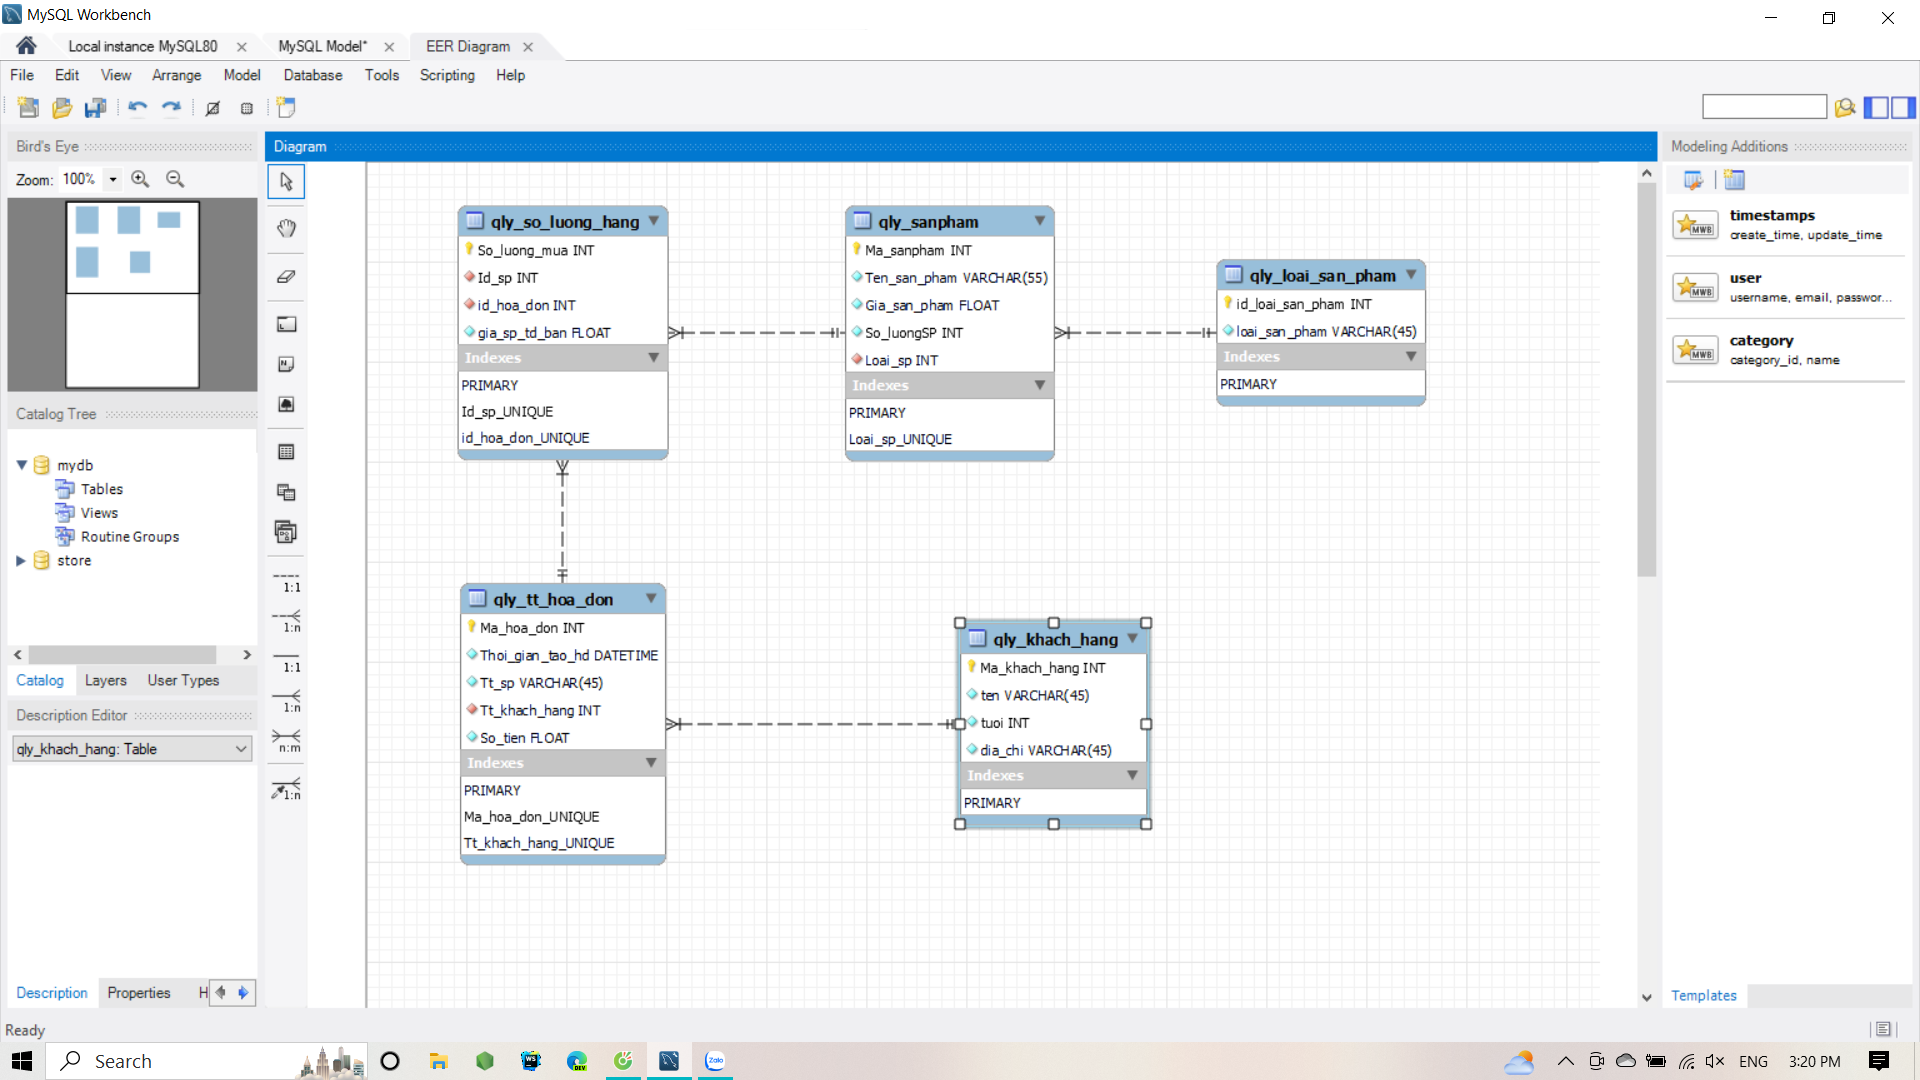 MySQL Workbench
Local instance MySQL80
MySQL Model*
EER Diagram
File Edit View Arrange Model Database Tools Scripting Help
Bird's Eye
Zoom: 100%
Catalog Tree
mydb
Tables
Views
Routine Groups
store
Catalog Layers User Types
Description Editor
qly_khach_hang: Table
Description Properties H
1:1
1:n
1:1
1:n
n:m
1:n
Diagram
qly_so_luong_hang
So_luong_mua INT
Id_sp INT
id_hoa_don INT
gia_sp_td_ban FLOAT
Indexes
PRIMARY
Id_sp_UNIQUE
id_hoa_don_UNIQUE
qly_sanpham
Ma_sanpham INT
Ten_san_pham VARCHAR(55)
Gia_san_pham FLOAT
So_luongSP INT
Loai_sp INT
Indexes
PRIMARY
Loai_sp_UNIQUE
qly_loai_san_pham
id_loai_san_pham INT
loai_san_pham VARCHAR(45)
Indexes
PRIMARY
qly_tt_hoa_don
Ma_hoa_don INT
Thoi_gian_tao_hd DATETIME
Tt_sp VARCHAR(45)
Tt_khach_hang INT
So_tien FLOAT
Indexes
PRIMARY
Ma_hoa_don_UNIQUE
Tt_khach_hang_UNIQUE
qly_khach_hang
Ma_khach_hang INT
ten VARCHAR(45)
tuoi INT
dia_chi VARCHAR(45)
Indexes
PRIMARY
Modeling Additions
MWB
timestamps
create_time, update_time
MWB
user
username, email, passwor...
MWB
category
category_id, name
Templates
Ready
Search
WS
DEV
Zalo
ENG
3:20 PM